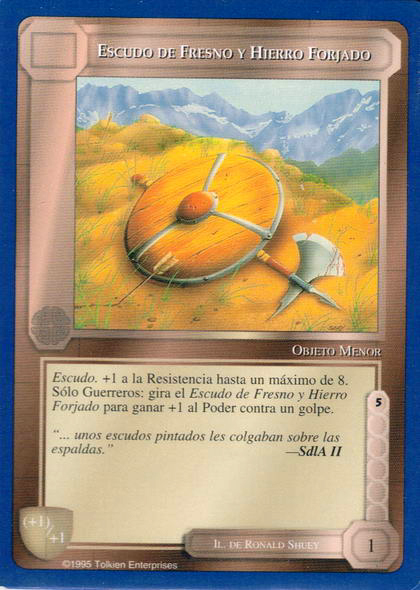 Escudo de Fresno y Hierro Forjado
Objeto Menor
Escudo. +1 a la Resistencia hasta un máximo de 8.
Sólo Guerreros: gira el Escudo de Fresno y Hierro
Forjado para ganar +1 al Poder contra un golpe.
5
“... unos escudos pintados les colgaban sobre las
espaldas.” —SdlA II
(+1)
/+1
Il. de Ronald Shuey
1
©1995 Tolkien Enterprises